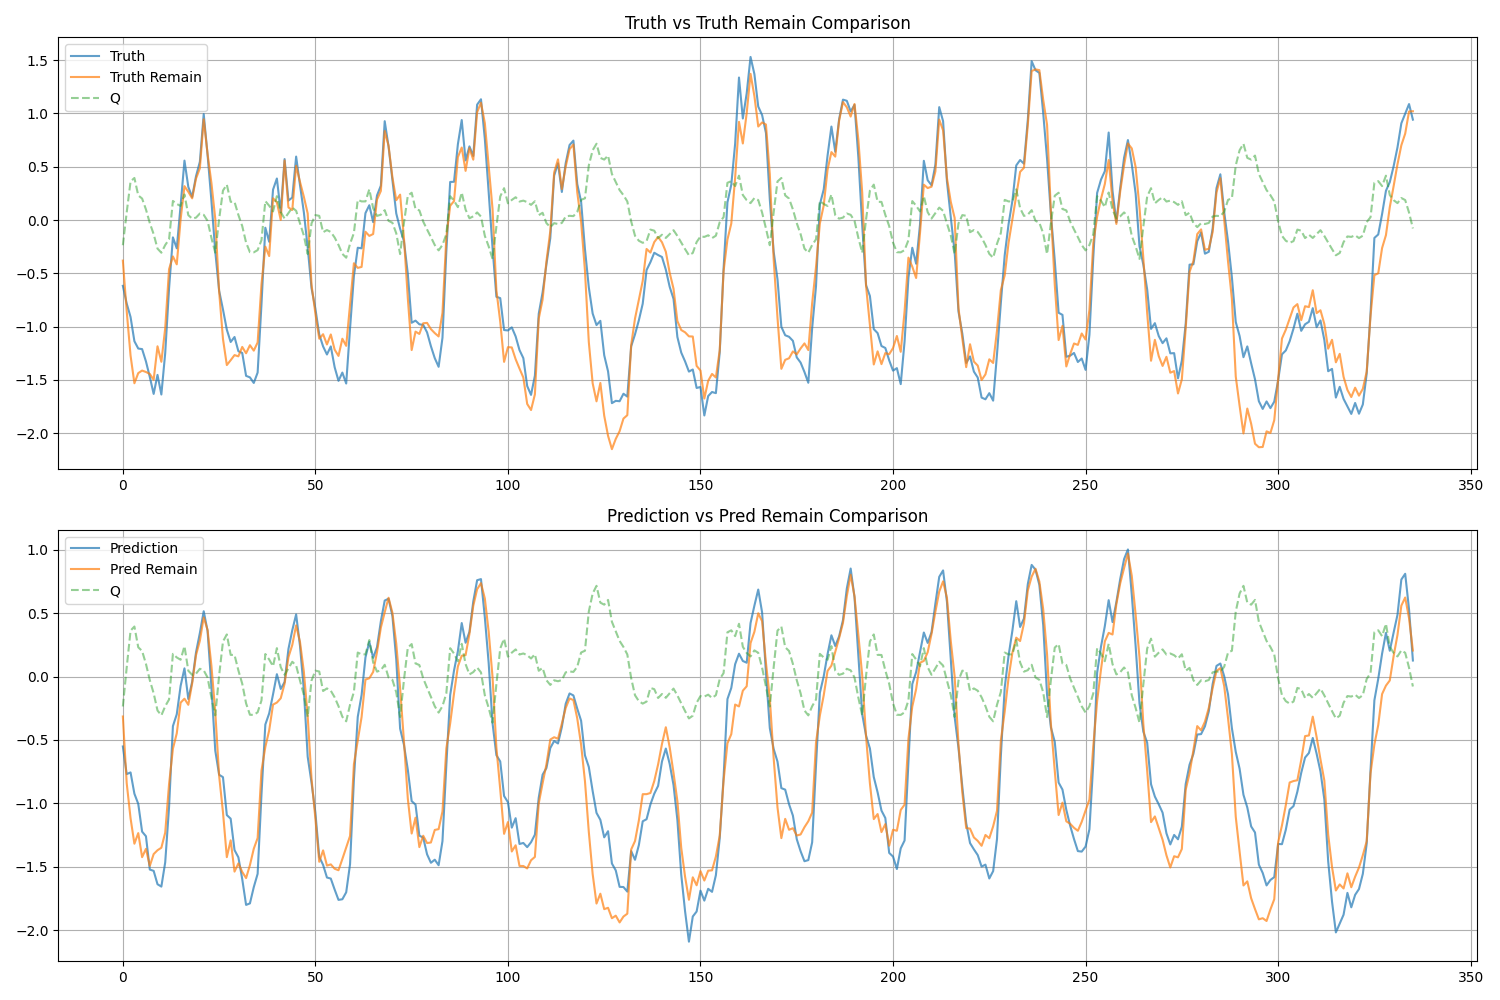 Truth vs Truth Remain Comparison
Truth
Truth Remain
Q
1.5
1.0
0.5
0.0
−0.5
−1.0
−1.5
−2.0
0 50 100 150 200 250 300 350
Prediction vs Pred Remain Comparison
Prediction
Pred Remain
Q
1.0
0.5
0.0
−0.5
−1.0
−1.5
−2.0
0 50 100 150 200 250 300 350